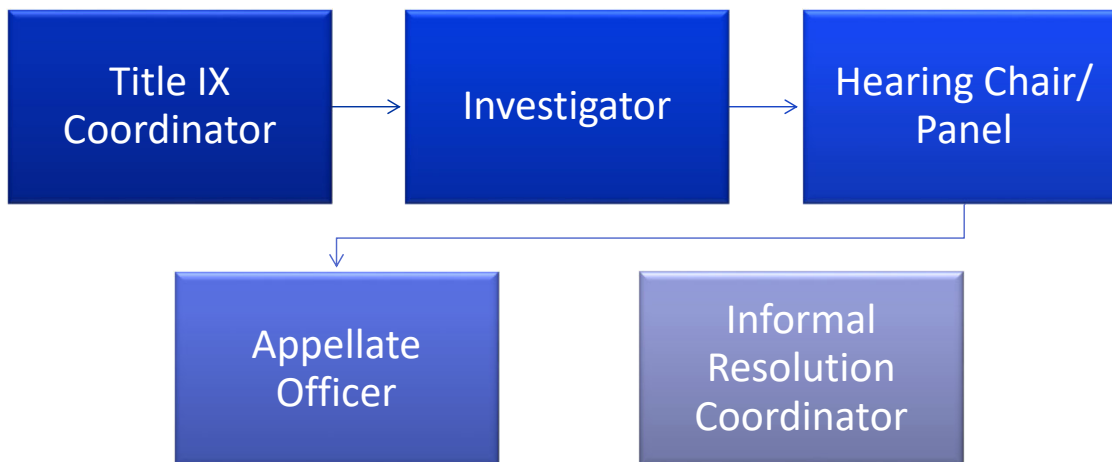 Title IX
Coordinator
Investigator
Hearing Chair/
Panel
Appellate
Officer
Informal
Resolution
Coordinator